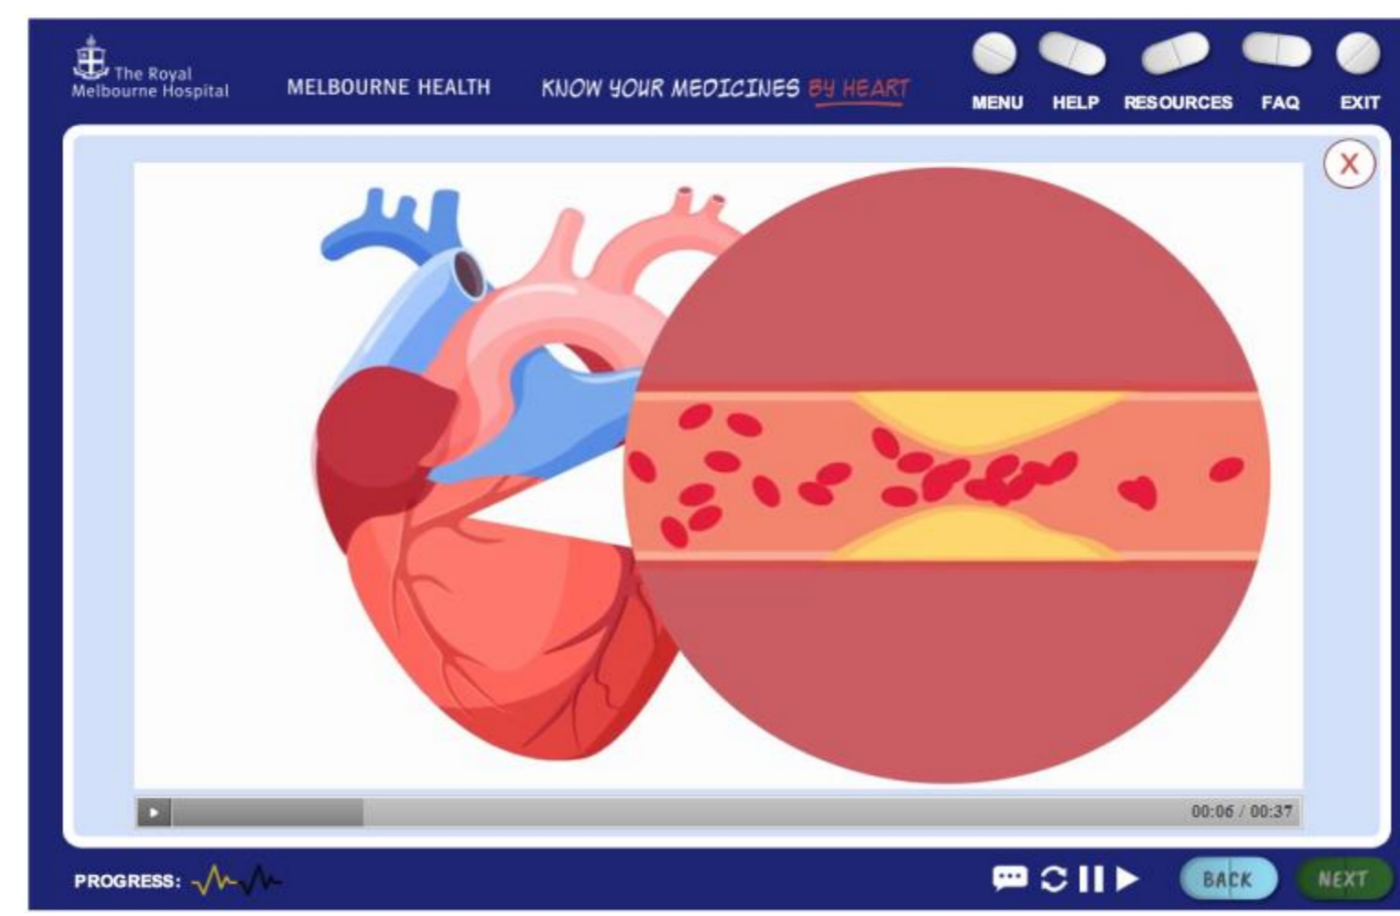 The Royal
Melbourne Hospital
MELBOURNE HEALTH
KNOW YOUR MEDICINES BY HEART
MENU
HELP
RESOURCES
FAQ
EXIT
X
00:06 / 00:37
PROGRESS:
BACK
NEXT